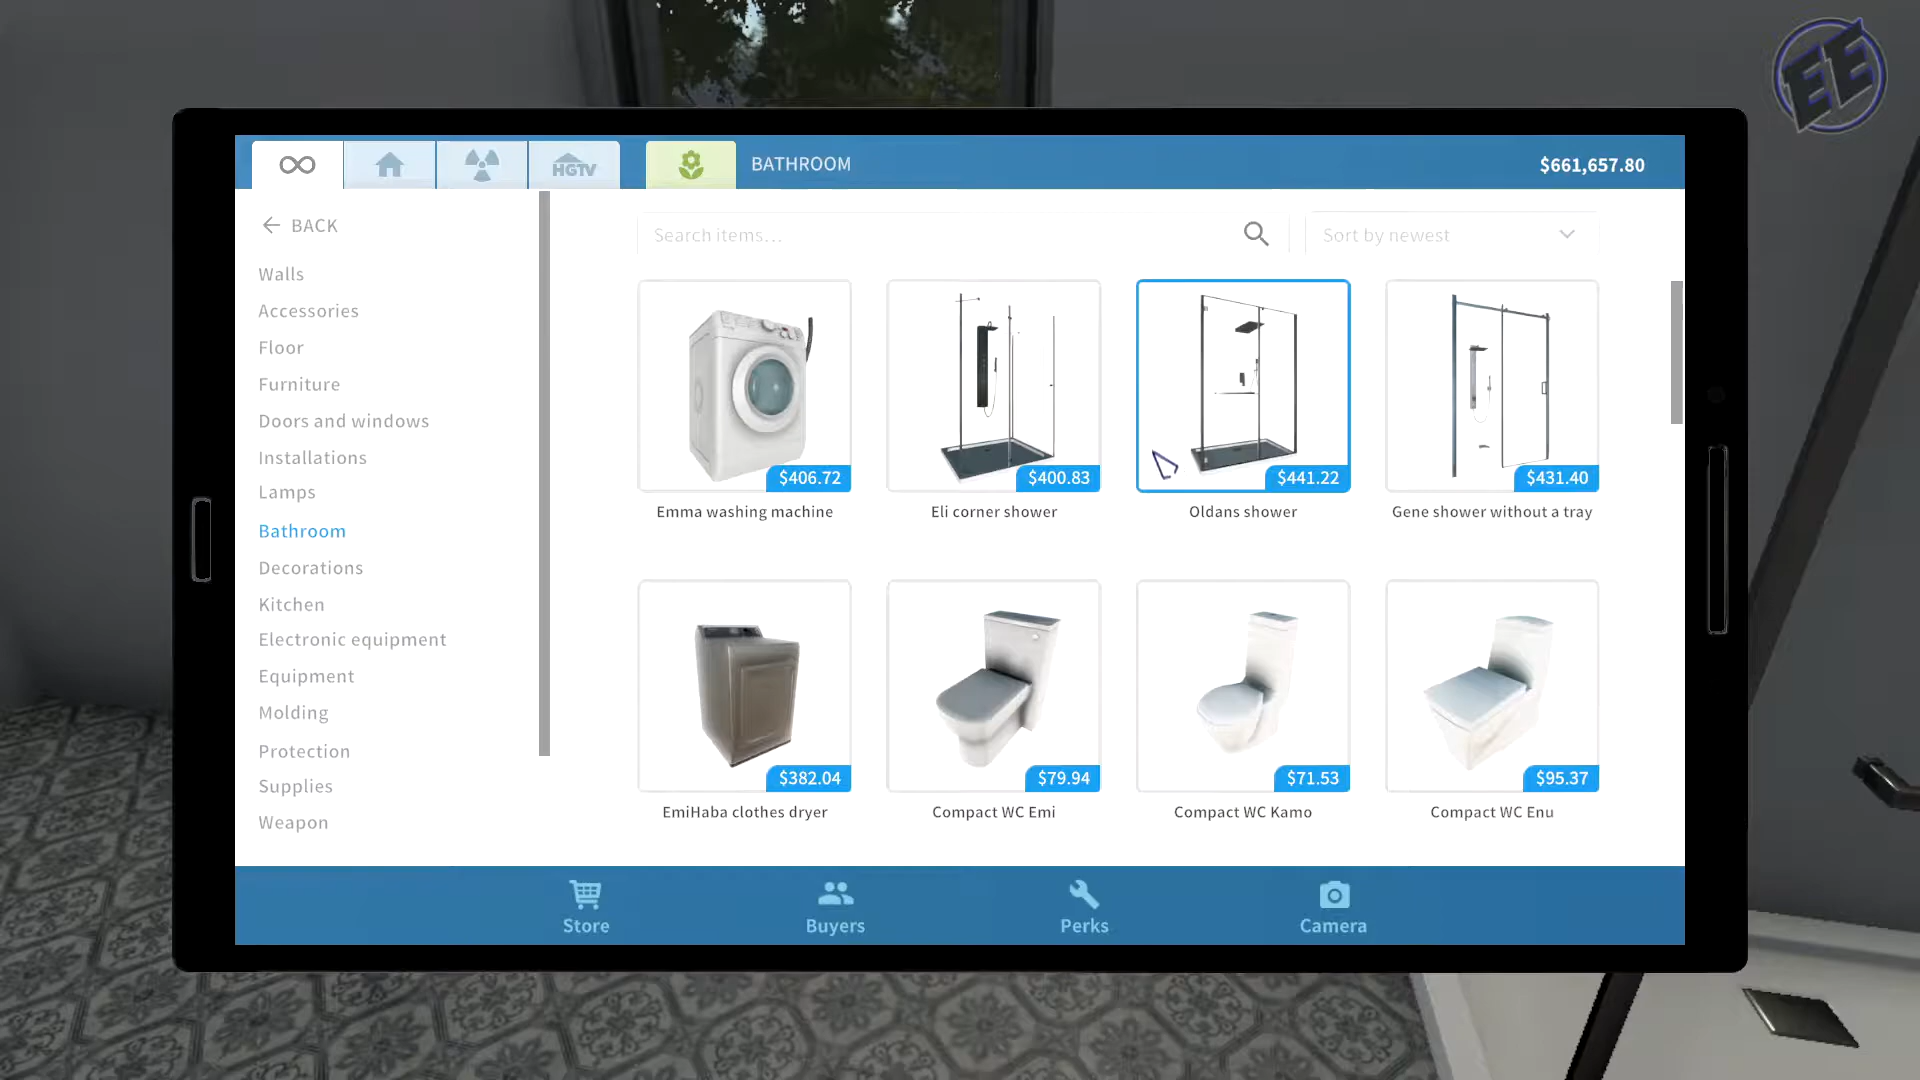 EE
HGTV
BATHROOM
$661,657.80
BACK
Walls
Accessories
Floor
Furniture
Doors and windows
Installations
Lamps
Bathroom
Decorations
Kitchen
Electronic equipment
Equipment
Molding
Protection
Supplies
Weapon
Search items...
Sort by newest
$406.72
$400.83
$441.22
$431.40
Emma washing machine
Eli corner shower
Oldans shower
Gene shower without a tray
$382.04
$79.94
$71.53
$95.37
EmiHaba clothes dryer
Compact WC Emi
Compact WC Kamo
Compact WC Enu
Store
Buyers
Perks
Camera